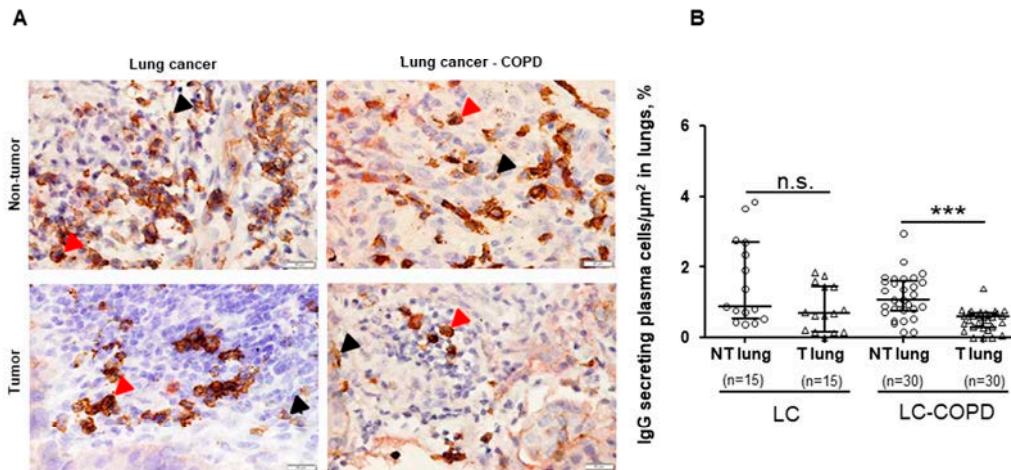 A
B
Lung cancer
Lung cancer - COPD
Non-tumor
Tumor
IgG secreting plasma cells/µm² in lungs, %
6
4
2
0
n.s.
***
NT lung
T lung
NT lung
T lung
(n=15)
(n=15)
(n=30)
(n=30)
LC
LC-COPD